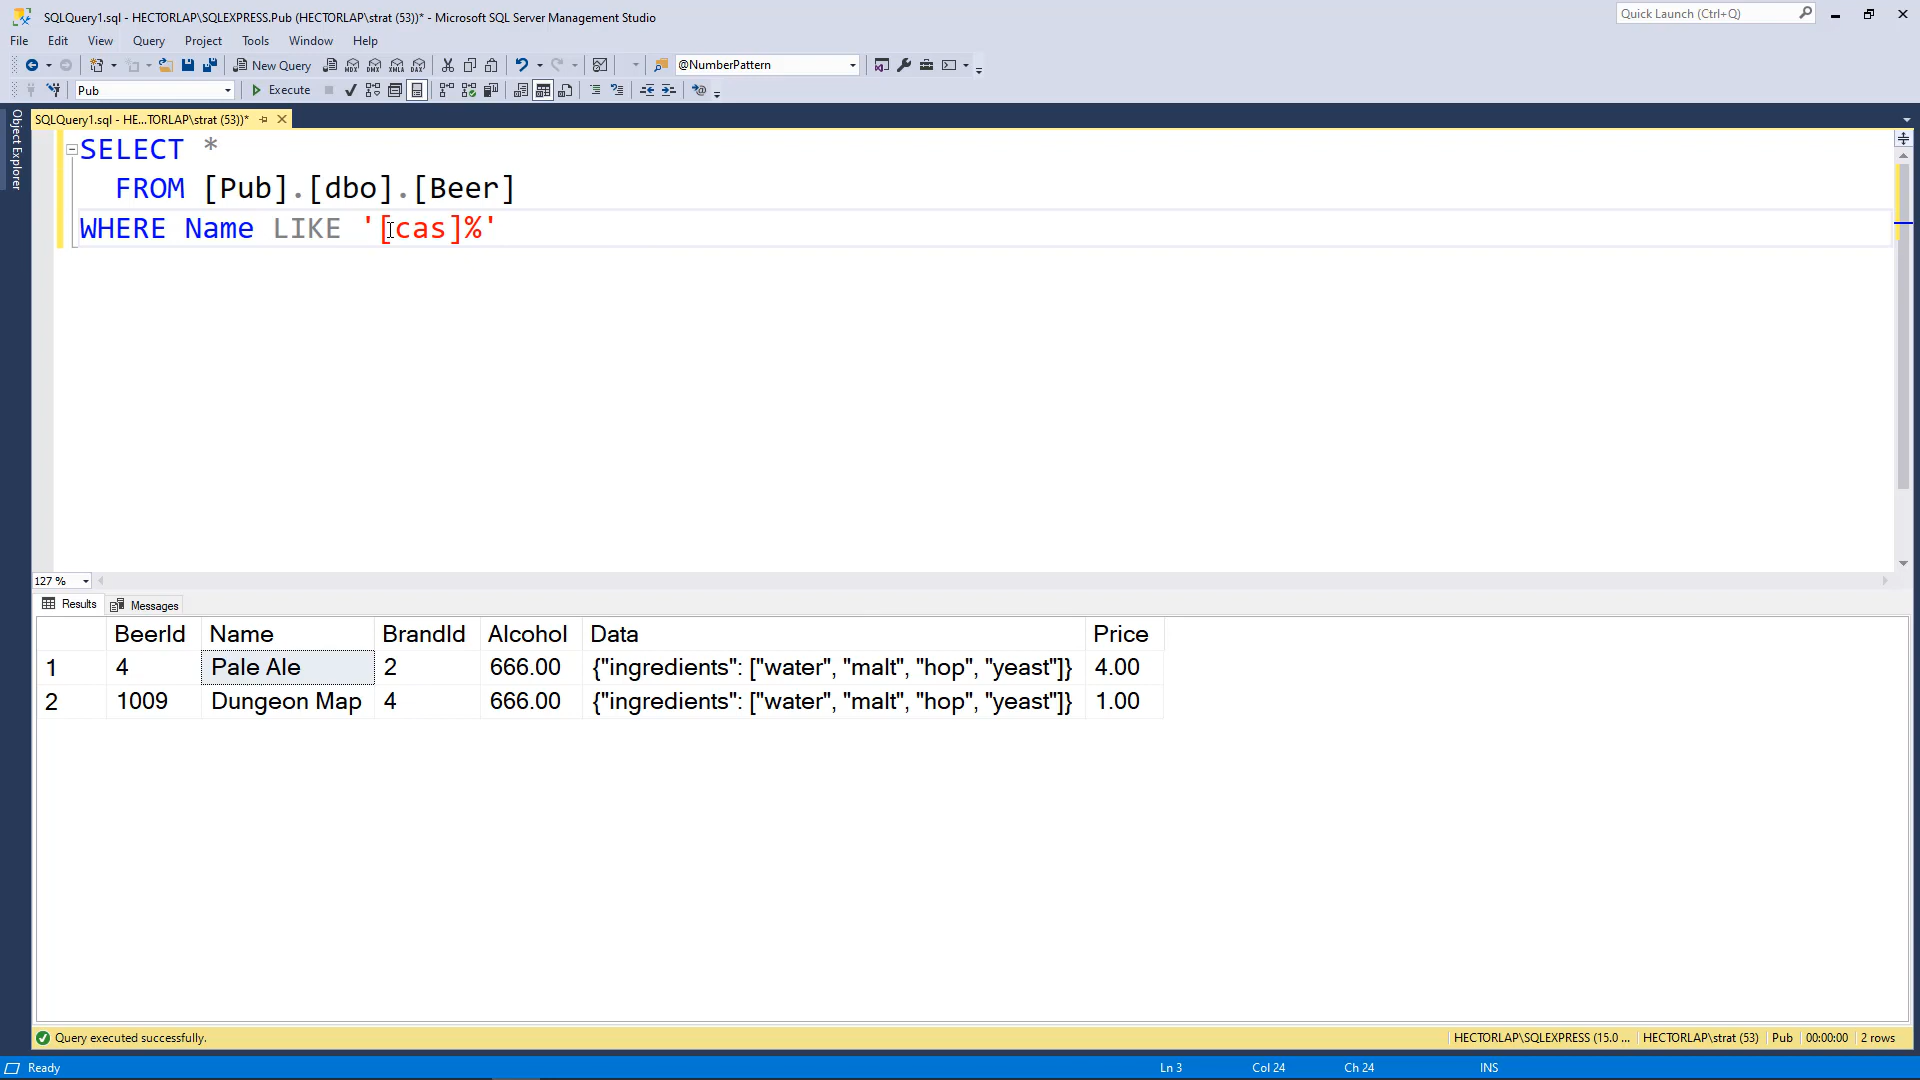 SQLQuery1.sql - HECTORLAP\SQLEXPRESS.Pub (HECTORLAP\strat (53))* - Microsoft SQL Server Management Studio
Quick Launch (Ctrl+Q)
File Edit View Query Project Tools Window Help
New Query @NumberPattern
Pub Execute
Object Explorer
SQLQuery1.sql - HE...TORLAP\strat (53))*
SELECT *
FROM [Pub].[dbo].[Beer]
WHERE Name LIKE '[cas]%'
127 %
Results Messages
BeerId Name BrandId Alcohol Data Price
1 4 Pale Ale 2 666.00 {"ingredients": ["water", "malt", "hop", "yeast"]} 4.00
2 1009 Dungeon Map 4 666.00 {"ingredients": ["water", "malt", "hop", "yeast"]} 1.00
Query executed successfully. HECTORLAP\SQLEXPRESS (15.0 ... HECTORLAP\strat (53) Pub 00:00:00 2 rows
Ready Ln 3 Col 24 Ch 24 INS